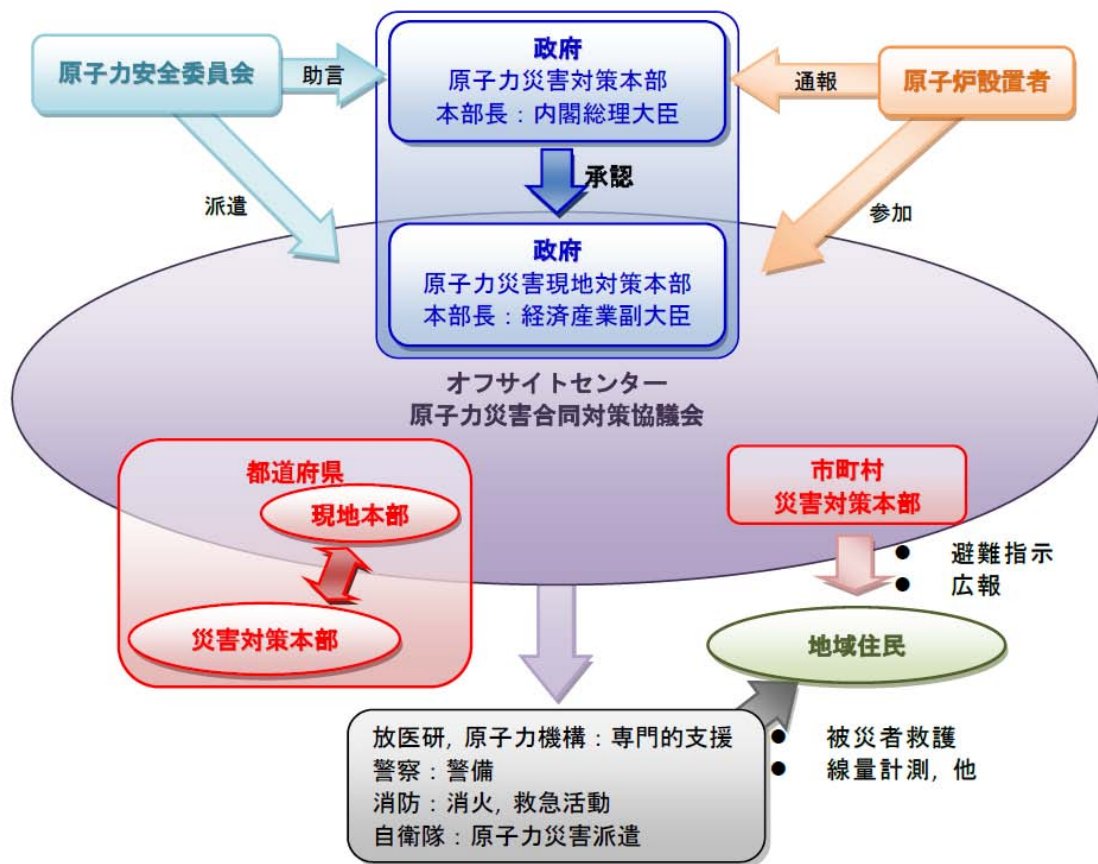 原子力安全委員会
助言
政府
原子力災害対策本部
本部長：内閣総理大臣
通報
原子炉設置者
承認
派遣
参加
政府
原子力災害現地対策本部
本部長：経済産業副大臣
オフサイトセンター
原子力災害合同対策協議会
都道府県
現地本部
災害対策本部
市町村
災害対策本部
● 避難指示
● 広報
地域住民
放医研, 原子力機構：専門的支援
警察：警備
消防：消火, 救急活動
自衛隊：原子力災害派遣
● 被災者救護
● 線量計測, 他